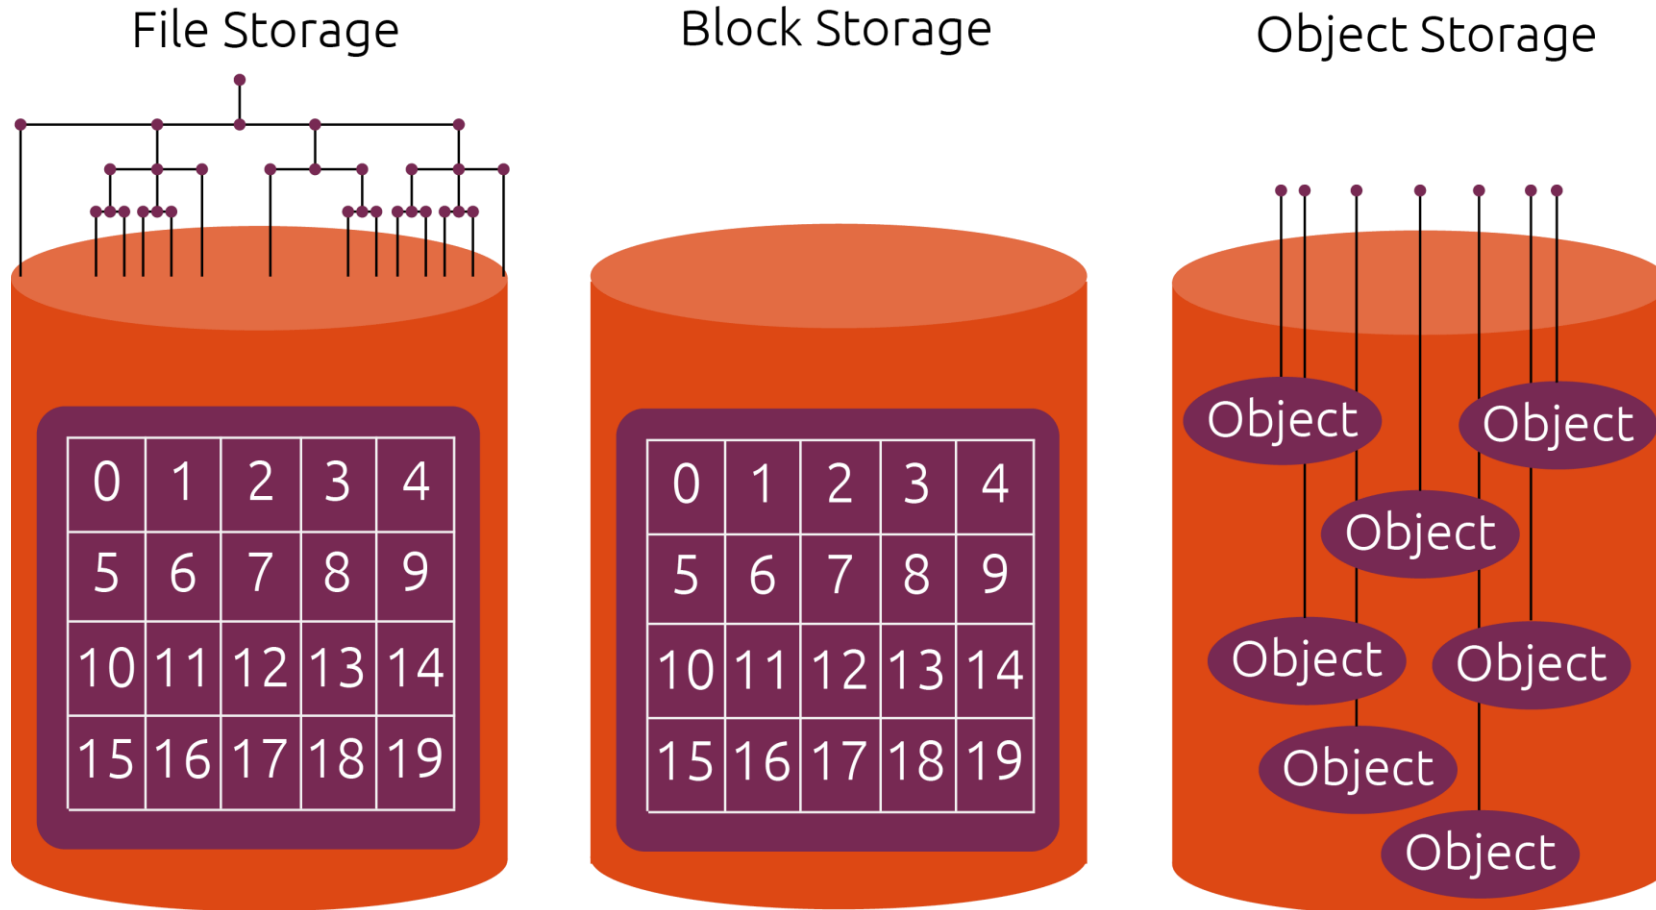 File Storage
0 1 2 3 4
5 6 7 8 9
10 11 12 13 14
15 16 17 18 19
Block Storage
0 1 2 3 4
5 6 7 8 9
10 11 12 13 14
15 16 17 18 19
Object Storage
Object
Object
Object
Object
Object
Object
Object